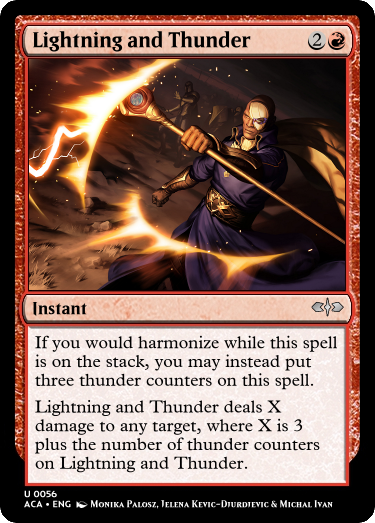 Lightning and Thunder 2
Instant
If you would harmonize while this spell
is on the stack, you may instead put
three thunder counters on this spell.
Lightning and Thunder deals X
damage to any target, where X is 3
plus the number of thunder counters
on Lightning and Thunder.
U 0056
ACA • ENG Monika Palosz, Jelena Kevic-Djurdjevic & Michal Ivan